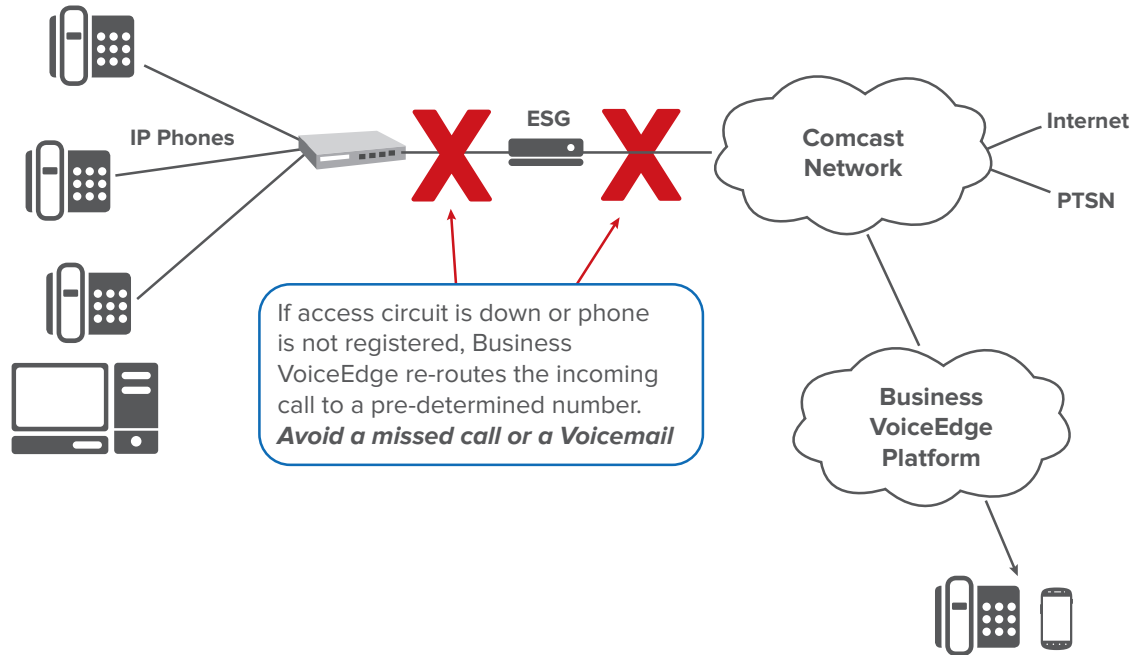 IP Phones
ESG
Comcast
Network
Internet
PTSN
If access circuit is down or phone
is not registered, Business
VoiceEdge re-routes the incoming
call to a pre-determined number.
Avoid a missed call or a Voicemail
Business
VoiceEdge
Platform